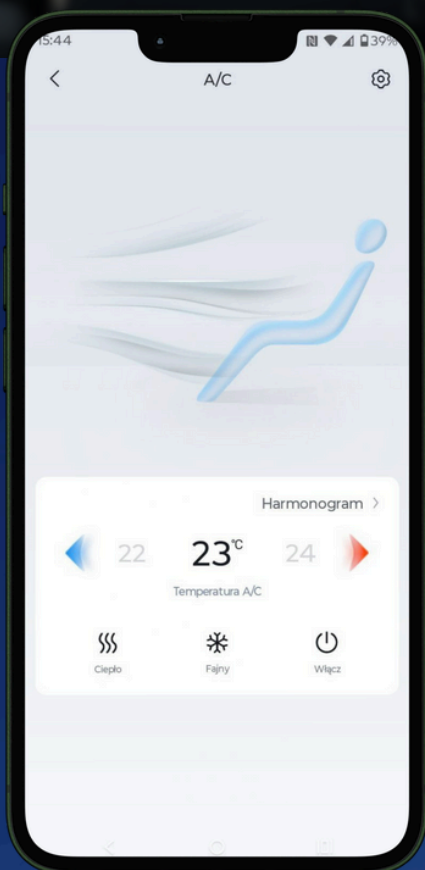 15:44 39%
A/C
Harmonogram
22 23°C 24
Temperatura A/C
Ciepło Fajny Włącz